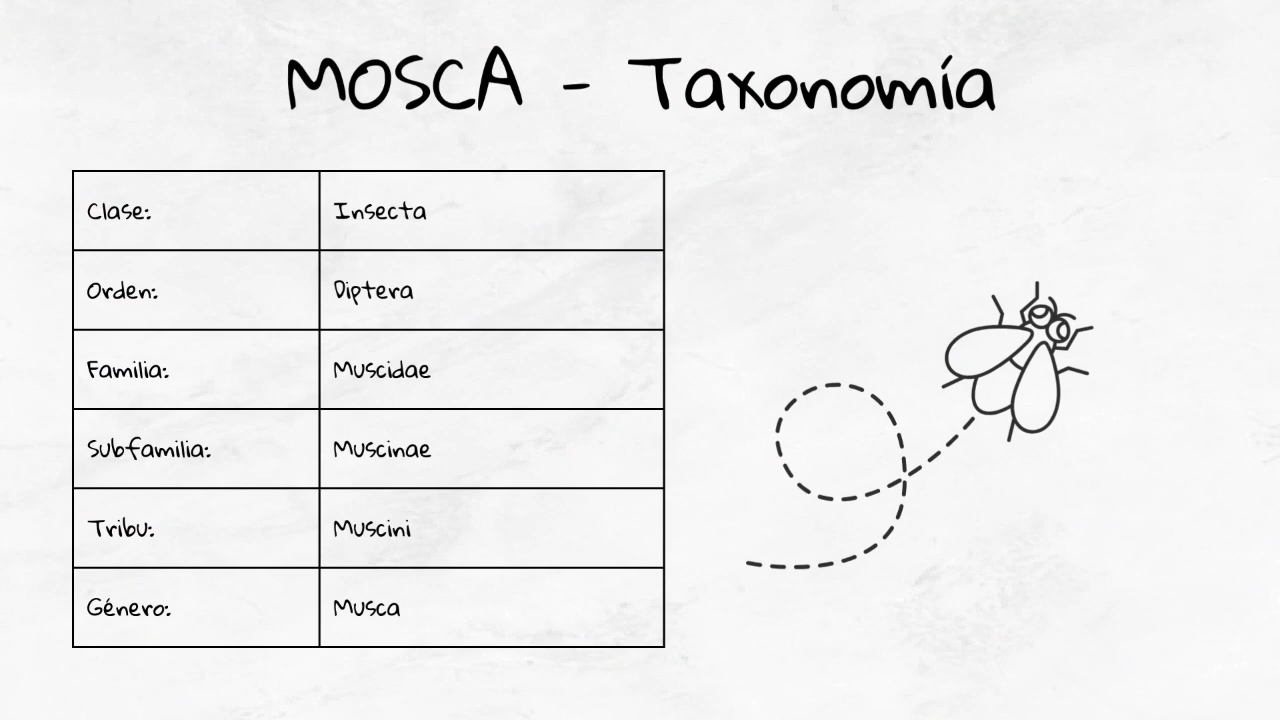 MOSCA - Taxonomía
Clase: Insecta
Orden: Diptera
Familia: Muscidae
Subfamilia: Muscinae
Tribu: Muscini
Género: Musca